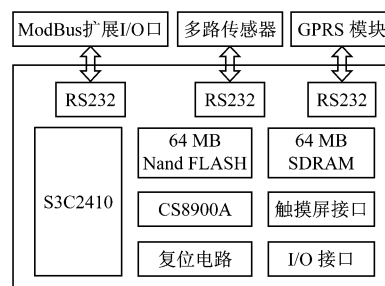 ModBus扩展I/O口
多路传感器
GPRS 模块
RS232
RS232
RS232
S3C2410
64 MB
Nand FLASH
64 MB
SDRAM
CS8900A
触摸屏接口
复位电路
I/O 接口